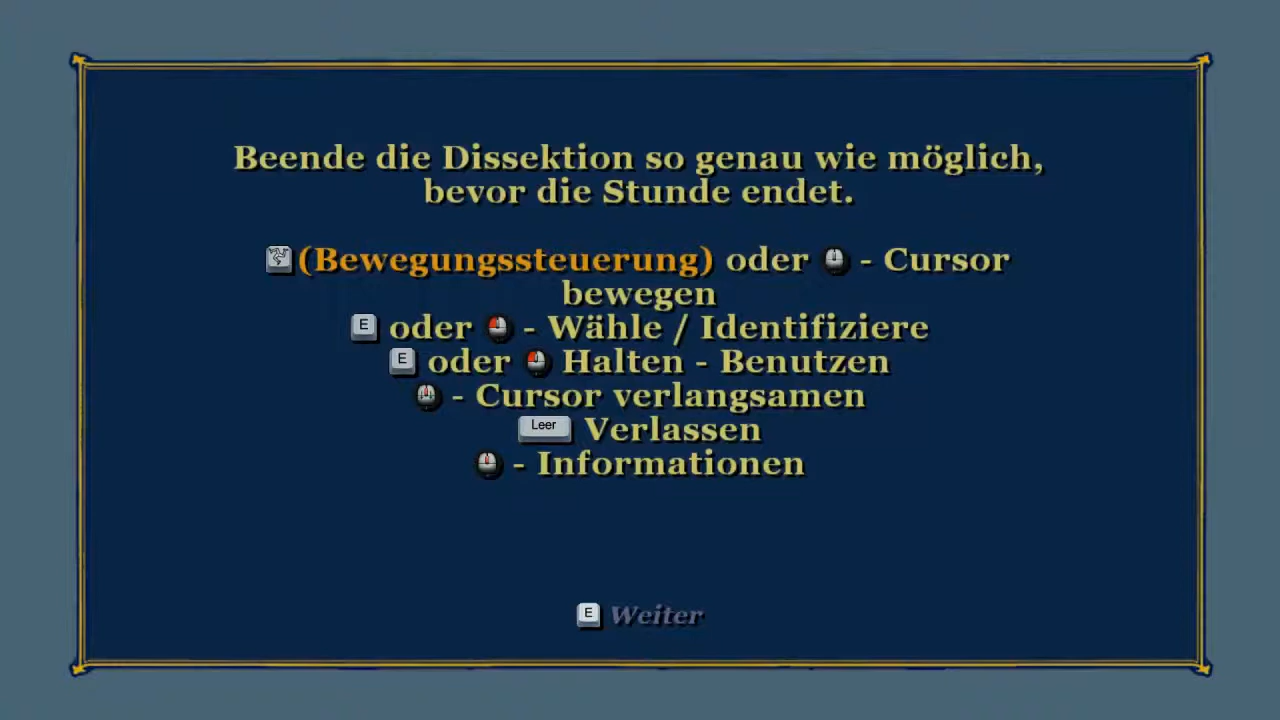 Beende die Dissektion so genau wie möglich,
bevor die Stunde endet.
(Bewegungssteuerung) oder - Cursor
bewegen
E oder - Wähle / Identifiziere
E oder Halten - Benutzen
- Cursor verlangsamen
Leer Verlassen
- Informationen
E Weiter